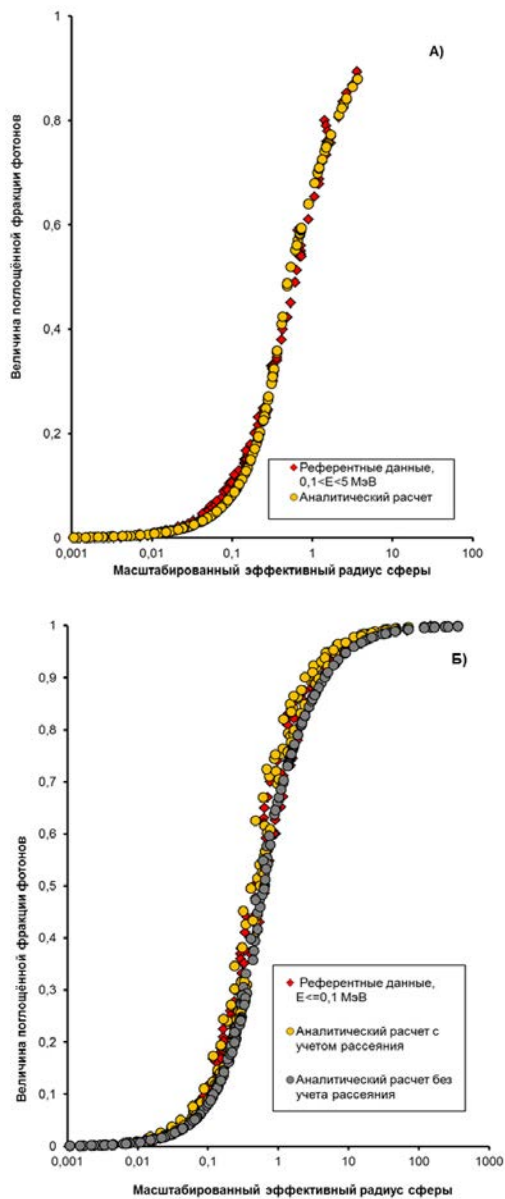 А)
Величина поглощённой фракции фотонов
1
0,8
0,6
0,4
0,2
0
0,001
0,01
0,1
1
10
100
Референтные данные,
0,1<E<5 МэВ
Аналитический расчет
Масштабированный эффективный радиус сферы
Б)
Величина поглощённой фракции фотонов
1
0,9
0,8
0,7
0,6
0,5
0,4
0,3
0,2
0,1
0
0,001
0,01
0,1
1
10
100
1000
Референтные данные,
E<=0,1 МэВ
Аналитический расчет с
учетом рассеяния
Аналитический расчет без
учета рассеяния
Масштабированный эффективный радиус сферы